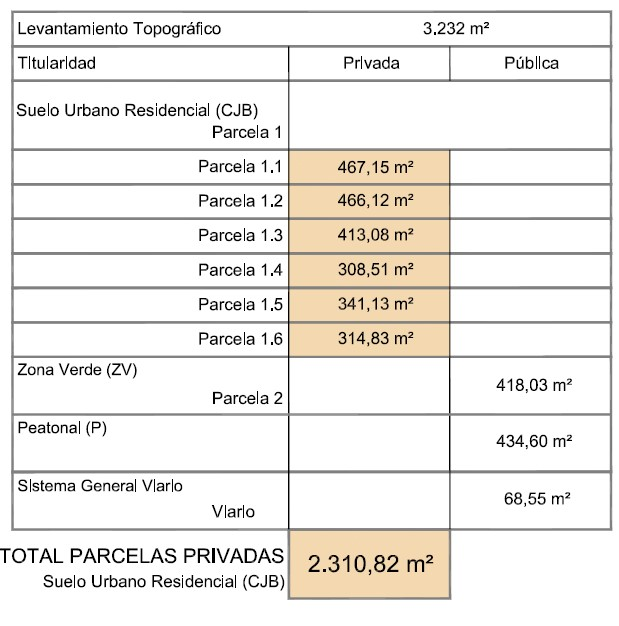 Levantamiento Topográfico 3.232 m²
Titularidad Privada Pública
Suelo Urbano Residencial (CJB)
Parcela 1
Parcela 1.1 467,15 m²
Parcela 1.2 466,12 m²
Parcela 1.3 413,08 m²
Parcela 1.4 308,51 m²
Parcela 1.5 341,13 m²
Parcela 1.6 314,83 m²
Zona Verde (ZV)
Parcela 2 418,03 m²
Peatonal (P)
434,60 m²
Sistema General Viario
Viario 68,55 m²
TOTAL PARCELAS PRIVADAS 2.310,82 m²
Suelo Urbano Residencial (CJB)